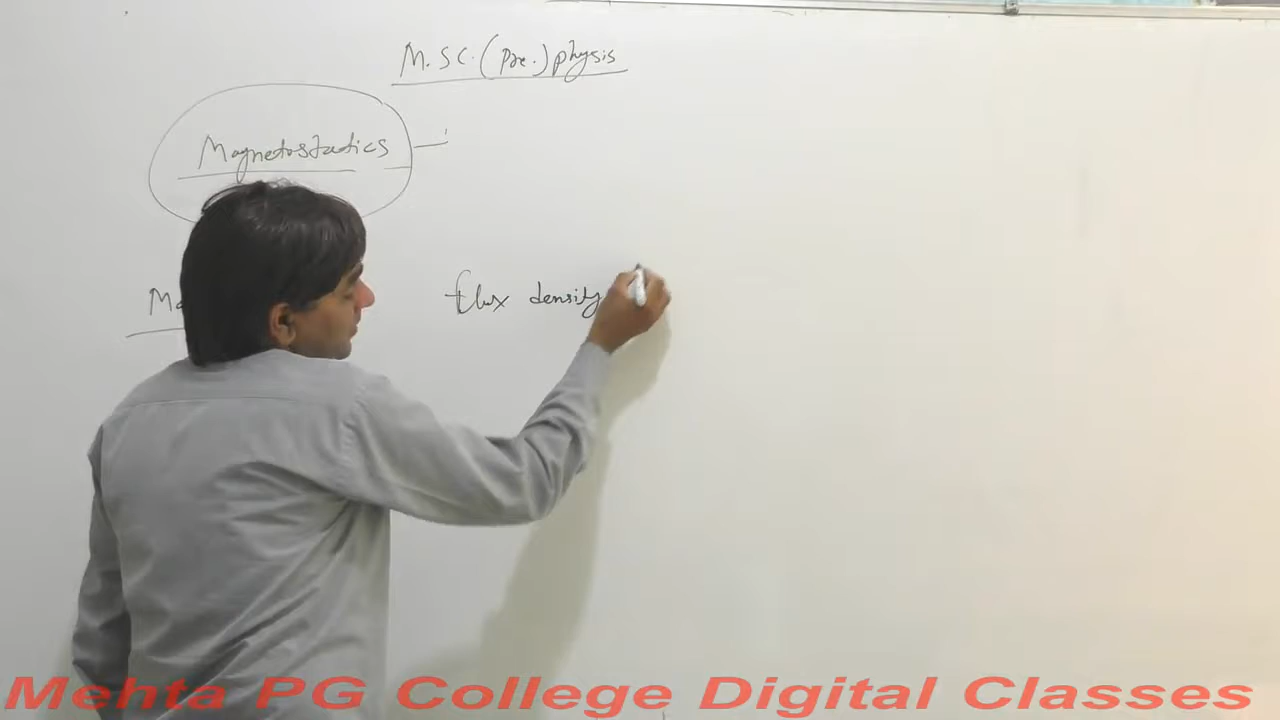 M.SC. (Pre.) physis
Magnetostatics
flux density
Mehta PG College Digital Classes